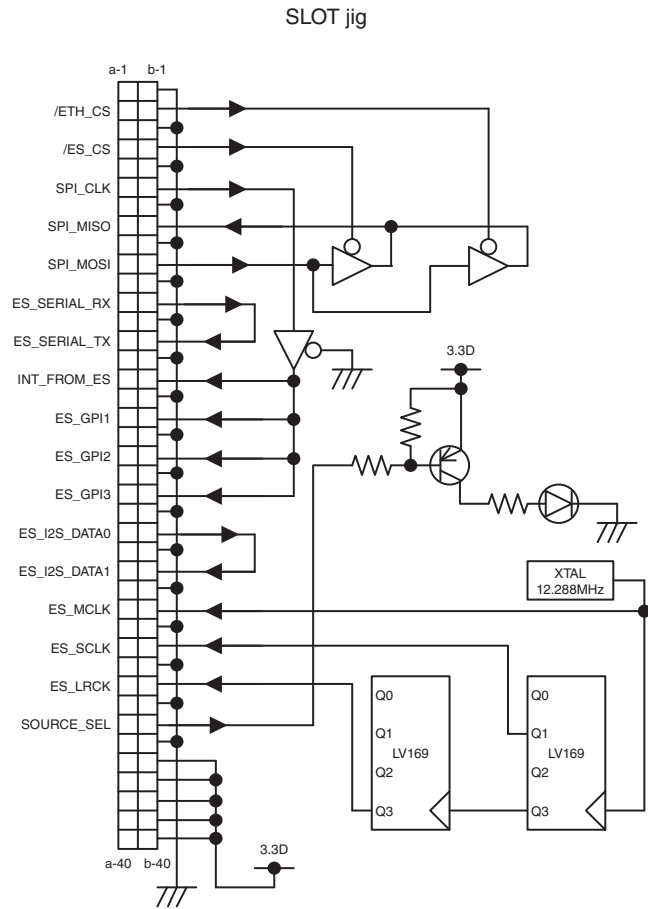 SLOT jig
a-1 b-1
/ETH_CS
/ES_CS
SPI_CLK
SPI_MISO
SPI_MOSI
ES_SERIAL_RX
ES_SERIAL_TX
INT_FROM_ES
ES_GPI1
ES_GPI2
ES_GPI3
ES_I2S_DATA0
ES_I2S_DATA1
ES_MCLK
ES_SCLK
ES_LRCK
SOURCE_SEL
a-40 b-40
3.3D
3.3D
XTAL
12.288MHz
Q0
Q1
LV169
Q2
Q3
Q0
Q1
LV169
Q2
Q3